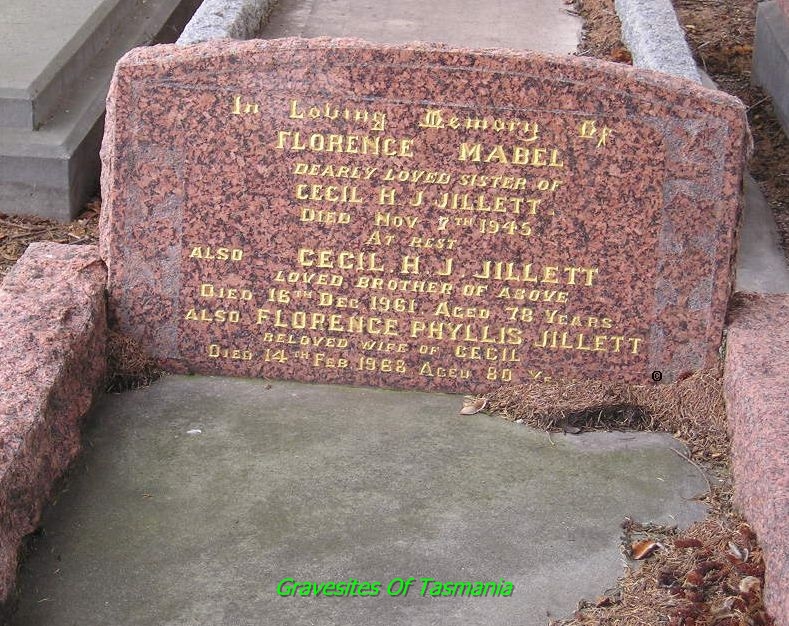 In Loving Memory Of
FLORENCE MABEL
DEARLY LOVED SISTER OF
CECIL H J JILLETT.
DIED NOV 7TH 1945.
AT REST
ALSO CECIL. H. J. JILLETT
LOVED BROTHER OF ABOVE
DIED 16TH DEC 1961 AGED 78 YEARS
ALSO FLORENCE PHYLLIS JILLETT
BELOVED WIFE OF CECIL
DIED 14TH FEB 1988 AGED 80
Gravesites Of Tasmania